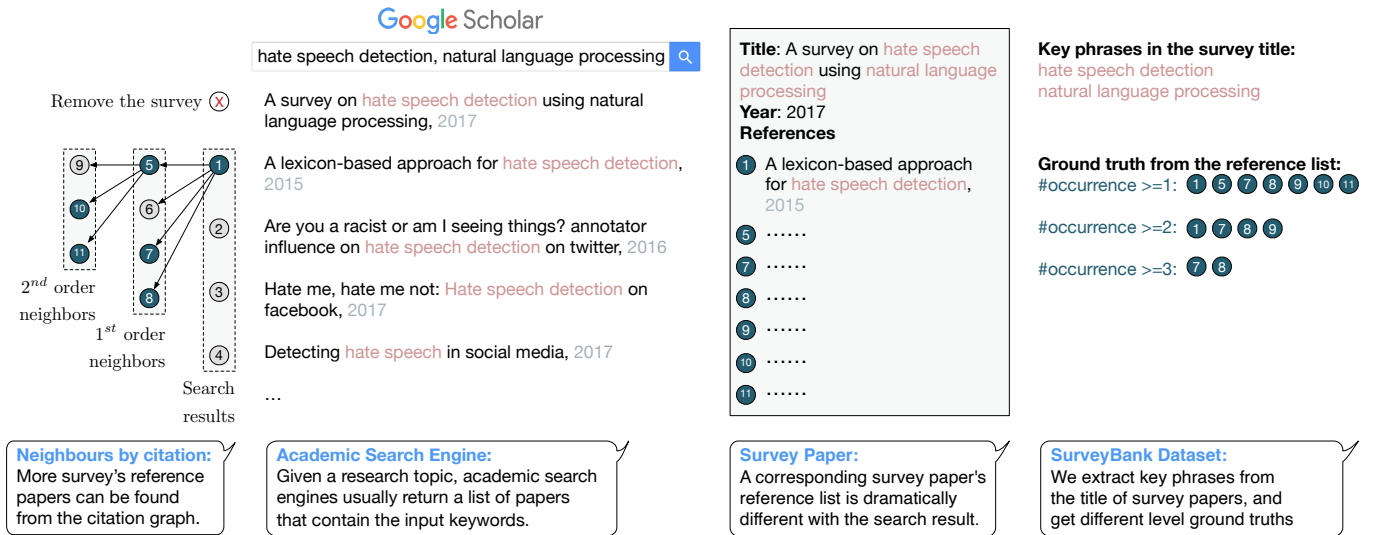 Google Scholar
hate speech detection, natural language processing
Remove the survey X
9
5
1
10
6
2
11
7
8
3
4
2nd order
neighbors
1st order
neighbors
Search
results
A survey on hate speech detection using natural
language processing, 2017
A lexicon-based approach for hate speech detection,
2015
Are you a racist or am I seeing things? annotator
influence on hate speech detection on twitter, 2016
Hate me, hate me not: Hate speech detection on
facebook, 2017
Detecting hate speech in social media, 2017
...
Title: A survey on hate speech
detection using natural language
processing
Year: 2017
References
1 A lexicon-based approach
for hate speech detection,
2015
5 ......
7 ......
8 ......
9 ......
10 ......
11 ......
Key phrases in the survey title:
hate speech detection
natural language processing
Ground truth from the reference list:
#occurrence >=1: 1 5 7 8 9 10 11
#occurrence >=2: 1 7 8 9
#occurrence >=3: 7 8
Neighbours by citation:
More survey's reference
papers can be found
from the citation graph.
Academic Search Engine:
Given a research topic, academic search
engines usually return a list of papers
that contain the input keywords.
Survey Paper:
A corresponding survey paper's
reference list is dramatically
different with the search result.
SurveyBank Dataset:
We extract key phrases from
the title of survey papers, and
get different level ground truths